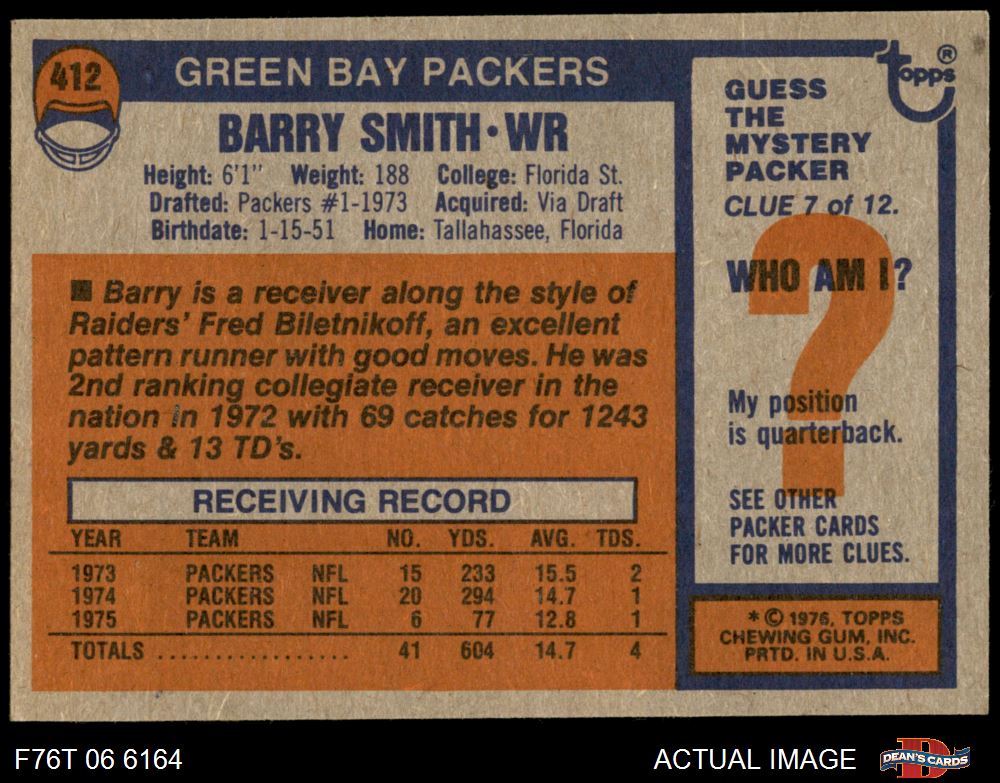 412
GREEN BAY PACKERS
BARRY SMITH • WR
Height: 6'1" Weight: 188 College: Florida St.
Drafted: Packers #1-1973 Acquired: Via Draft
Birthdate: 1-15-51 Home: Tallahassee, Florida
■ Barry is a receiver along the style of
Raiders' Fred Biletnikoff, an excellent
pattern runner with good moves. He was
2nd ranking collegiate receiver in the
nation in 1972 with 69 catches for 1243
yards & 13 TD's.
RECEIVING RECORD
YEAR TEAM NO. YDS. AVG. TDS.
1973 PACKERS NFL 15 233 15.5 2
1974 PACKERS NFL 20 294 14.7 1
1975 PACKERS NFL 6 77 12.8 1
TOTALS .................. 41 604 14.7 4
topps®
GUESS
THE
MYSTERY
PACKER
CLUE 7 of 12.
?
WHO AM I?
My position
is quarterback.
SEE OTHER
PACKER CARDS
FOR MORE CLUES.
* © 1976, TOPPS
CHEWING GUM, INC.
PRTD. IN U.S.A.
F76T 06 6164
ACTUAL IMAGE
D
DEAN'S CARDS